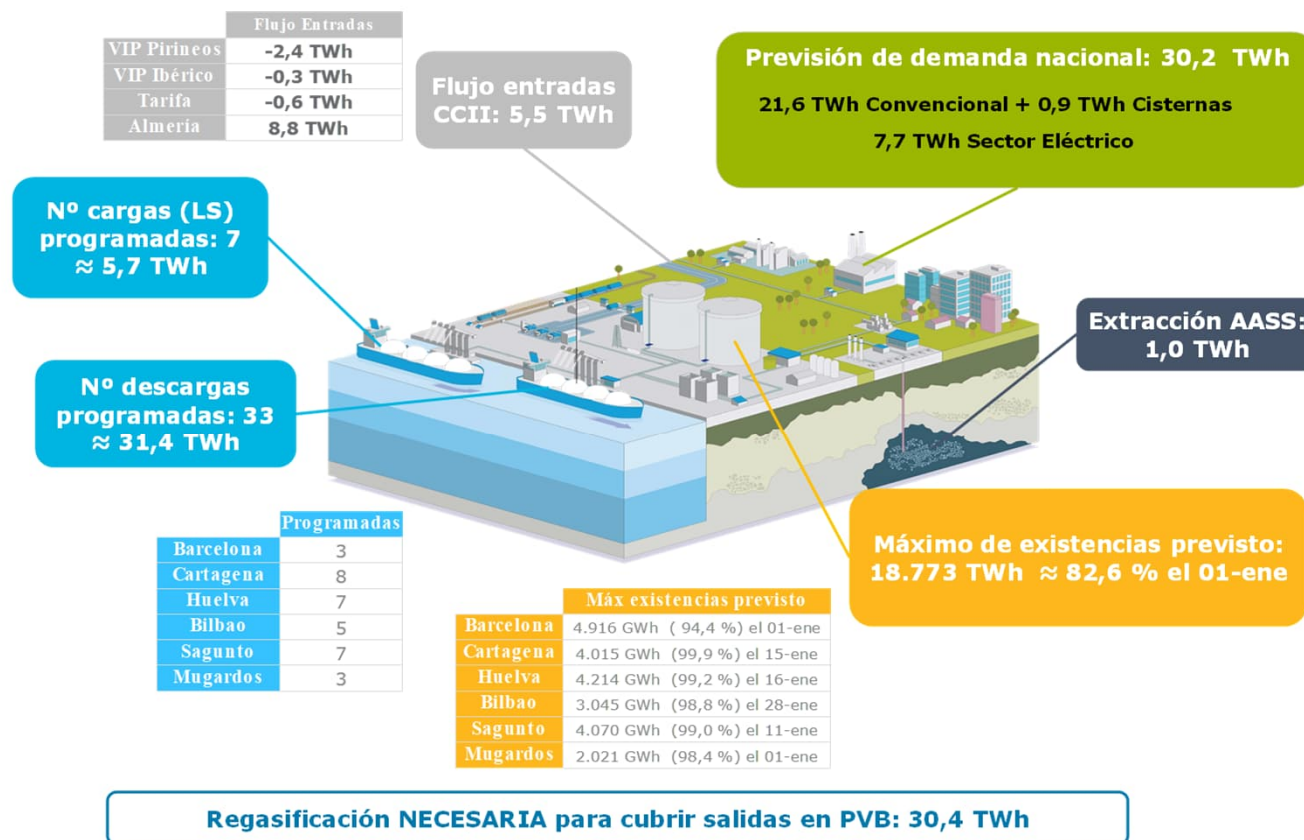 Flujo Entradas
VIP Pirineos -2,4 TWh
VIP Ibérico -0,3 TWh
Tarifa -0,6 TWh
Almería 8,8 TWh
Flujo entradas
CCII: 5,5 TWh
Previsión de demanda nacional: 30,2 TWh
21,6 TWh Convencional + 0,9 TWh Cisternas
7,7 TWh Sector Eléctrico
Nº cargas (LS)
programadas: 7
≈ 5,7 TWh
Extracción AASS:
1,0 TWh
Nº descargas
programadas: 33
≈ 31,4 TWh
Programadas
Barcelona 3
Cartagena 8
Huelva 7
Bilbao 5
Sagunto 7
Mugardos 3
Máximo de existencias previsto:
18.773 TWh ≈ 82,6 % el 01-ene
Máx existencias previsto
Barcelona 4.916 GWh ( 94,4 %) el 01-ene
Cartagena 4.015 GWh (99,9 %) el 15-ene
Huelva 4.214 GWh (99,2 %) el 16-ene
Bilbao 3.045 GWh (98,8 %) el 28-ene
Sagunto 4.070 GWh (99,0 %) el 11-ene
Mugardos 2.021 GWh (98,4 %) el 01-ene
Regasificación NECESARIA para cubrir salidas en PVB: 30,4 TWh